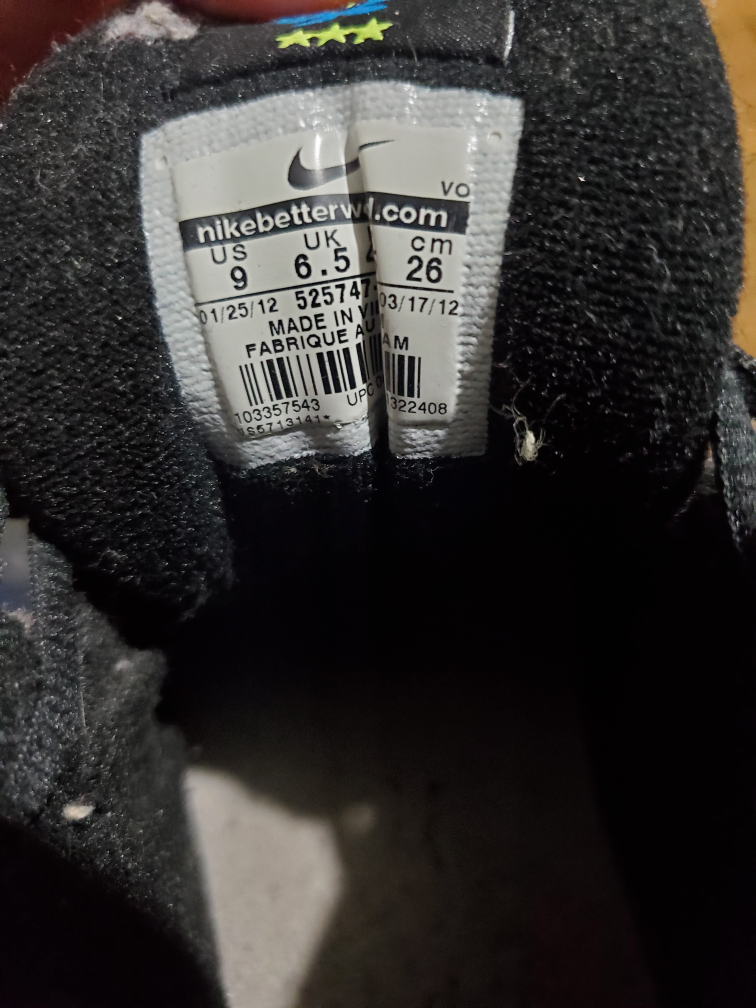 VO
nikebetterw .com
US UK cm
9 6.5 26
01/25/12 525747 03/17/12
MADE IN
FABRIQUE AU AM
103357543 UPC 322408